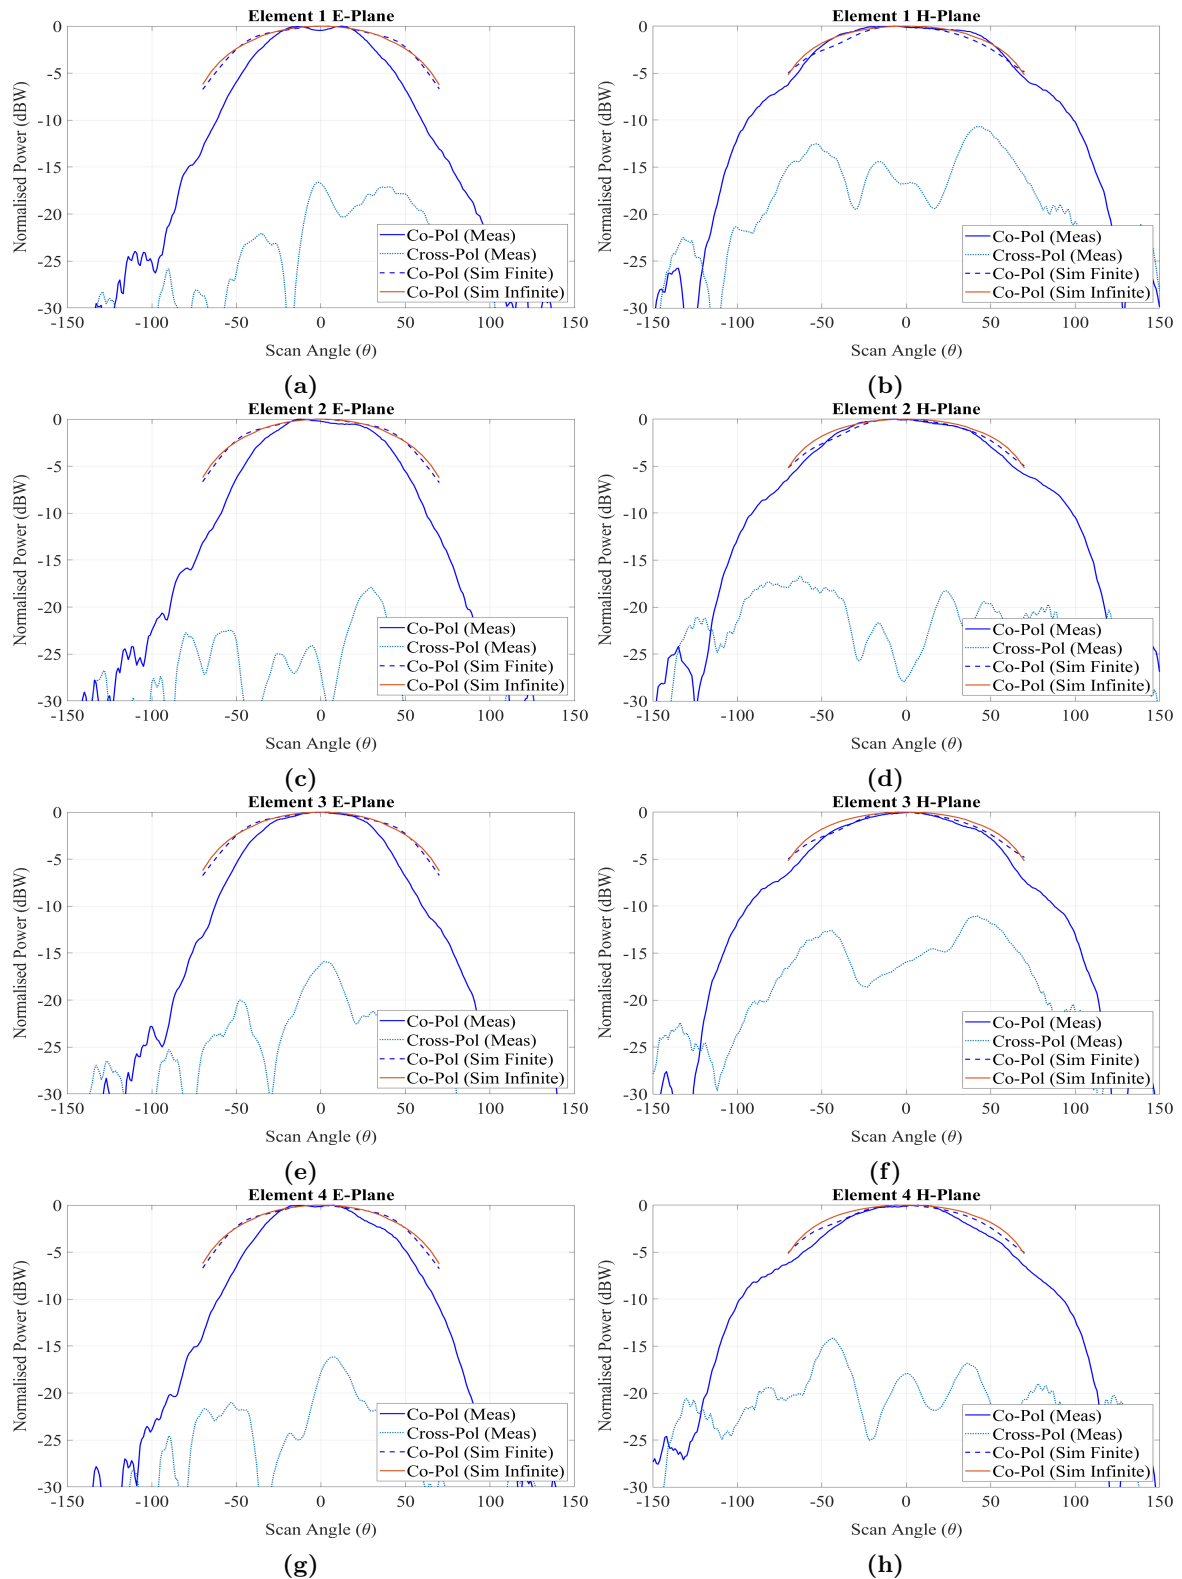 Element 1 E-Plane
Normalised Power (dBW)
0
-5
-10
-15
-20
-25
-30
Co-Pol (Meas)
Cross-Pol (Meas)
Co-Pol (Sim Finite)
Co-Pol (Sim Infinite)
-150 -100 -50 0 50 100 150
Scan Angle (θ)
(a)
Element 1 H-Plane
Normalised Power (dBW)
0
-5
-10
-15
-20
-25
-30
Co-Pol (Meas)
Cross-Pol (Meas)
Co-Pol (Sim Finite)
Co-Pol (Sim Infinite)
-150 -100 -50 0 50 100 150
Scan Angle (θ)
(b)
Element 2 E-Plane
Normalised Power (dBW)
0
-5
-10
-15
-20
-25
-30
Co-Pol (Meas)
Cross-Pol (Meas)
Co-Pol (Sim Finite)
Co-Pol (Sim Infinite)
-150 -100 -50 0 50 100 150
Scan Angle (θ)
(c)
Element 2 H-Plane
Normalised Power (dBW)
0
-5
-10
-15
-20
-25
-30
Co-Pol (Meas)
Cross-Pol (Meas)
Co-Pol (Sim Finite)
Co-Pol (Sim Infinite)
-150 -100 -50 0 50 100 150
Scan Angle (θ)
(d)
Element 3 E-Plane
Normalised Power (dBW)
0
-5
-10
-15
-20
-25
-30
Co-Pol (Meas)
Cross-Pol (Meas)
Co-Pol (Sim Finite)
Co-Pol (Sim Infinite)
-150 -100 -50 0 50 100 150
Scan Angle (θ)
(e)
Element 3 H-Plane
Normalised Power (dBW)
0
-5
-10
-15
-20
-25
-30
Co-Pol (Meas)
Cross-Pol (Meas)
Co-Pol (Sim Finite)
Co-Pol (Sim Infinite)
-150 -100 -50 0 50 100 150
Scan Angle (θ)
(f)
Element 4 E-Plane
Normalised Power (dBW)
0
-5
-10
-15
-20
-25
-30
Co-Pol (Meas)
Cross-Pol (Meas)
Co-Pol (Sim Finite)
Co-Pol (Sim Infinite)
-150 -100 -50 0 50 100 150
Scan Angle (θ)
(g)
Element 4 H-Plane
Normalised Power (dBW)
0
-5
-10
-15
-20
-25
-30
Co-Pol (Meas)
Cross-Pol (Meas)
Co-Pol (Sim Finite)
Co-Pol (Sim Infinite)
-150 -100 -50 0 50 100 150
Scan Angle (θ)
(h)